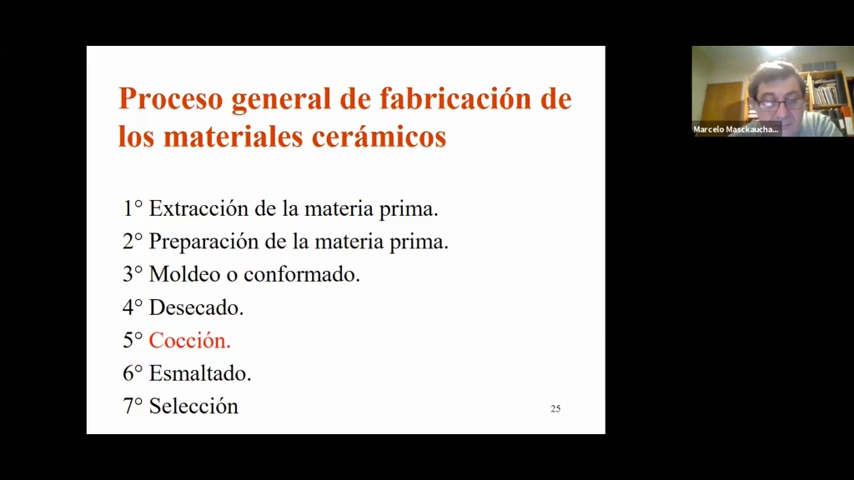 Proceso general de fabricación de
los materiales cerámicos
1° Extracción de la materia prima.
2° Preparación de la materia prima.
3° Moldeo o conformado.
4° Desecado.
5° Cocción.
6° Esmaltado.
7° Selección
25
Marcelo Masckaucha...